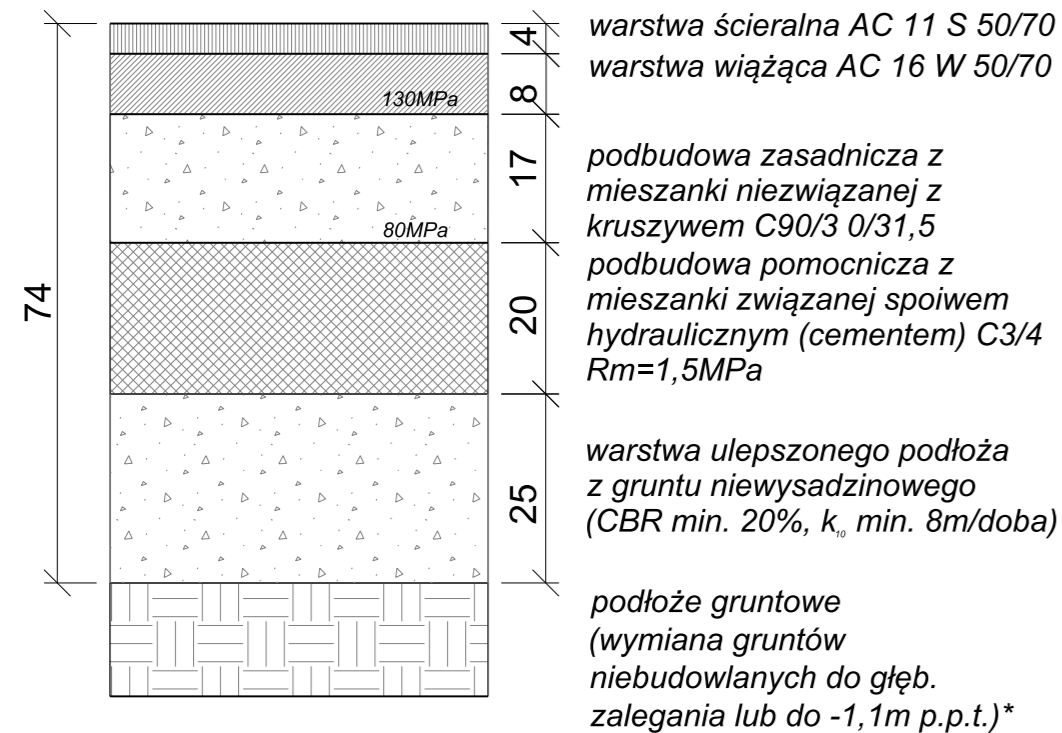 74
4
8
17
20
25
130MPa
80MPa
warstwa ścieralna AC 11 S 50/70
warstwa wiążąca AC 16 W 50/70
podbudowa zasadnicza z
mieszanki niezwiązanej z
kruszywem C90/3 0/31,5
podbudowa pomocnicza z
mieszanki związanej spoiwem
hydraulicznym (cementem) C3/4
Rm=1,5MPa
warstwa ulepszonego podłoża
z gruntu niewysadzinowego
(CBR min. 20%, k₁₀ min. 8m/doba)
podłoże gruntowe
(wymiana gruntów
niebudowlanych do głęb.
zalegania lub do -1,1m p.p.t.)*